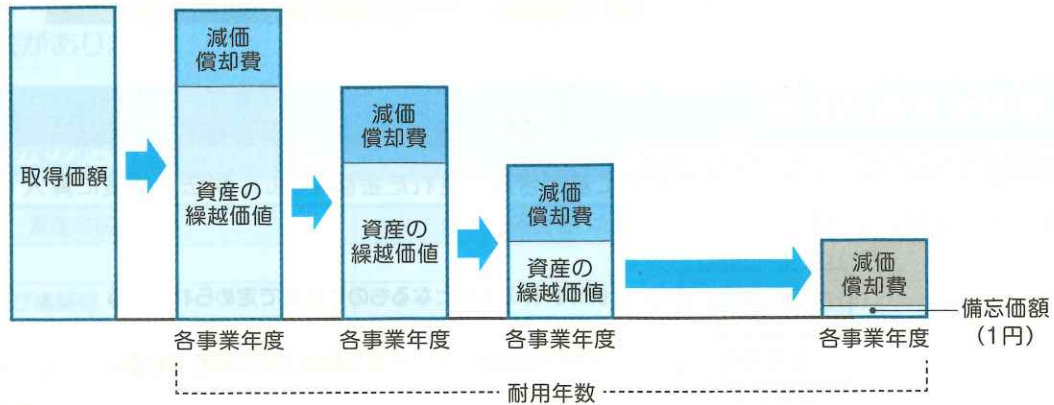 取得価額
減価
償却費
資産の
繰越価値
各事業年度
減価
償却費
資産の
繰越価値
各事業年度
減価
償却費
資産の
繰越価値
各事業年度
減価
償却費
備忘価額
(1円)
各事業年度
耐用年数